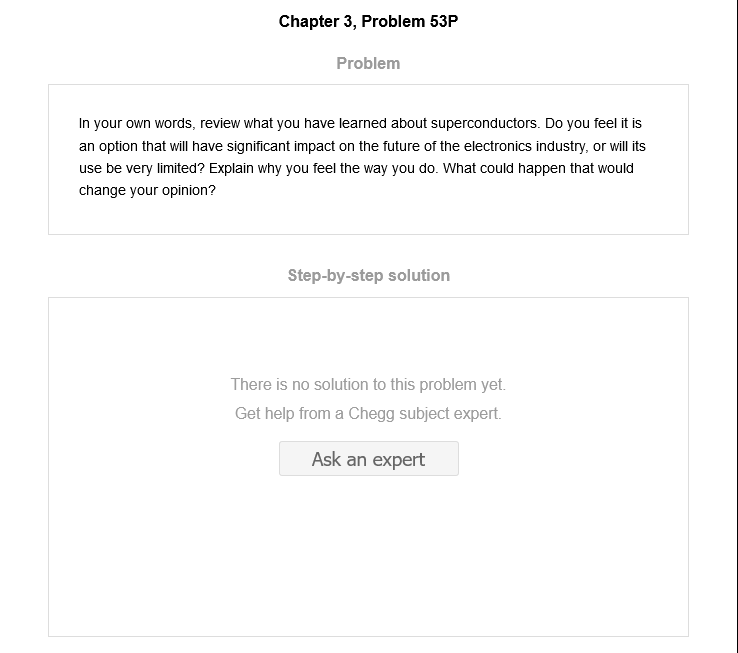 Chapter 3, Problem 53P
Problem
In your own words, review what you have learned about superconductors. Do you feel it is
an option that will have significant impact on the future of the electronics industry, or will its
use be very limited? Explain why you feel the way you do. What could happen that would
change your opinion?
Step-by-step solution
There is no solution to this problem yet.
Get help from a Chegg subject expert.
Ask an expert